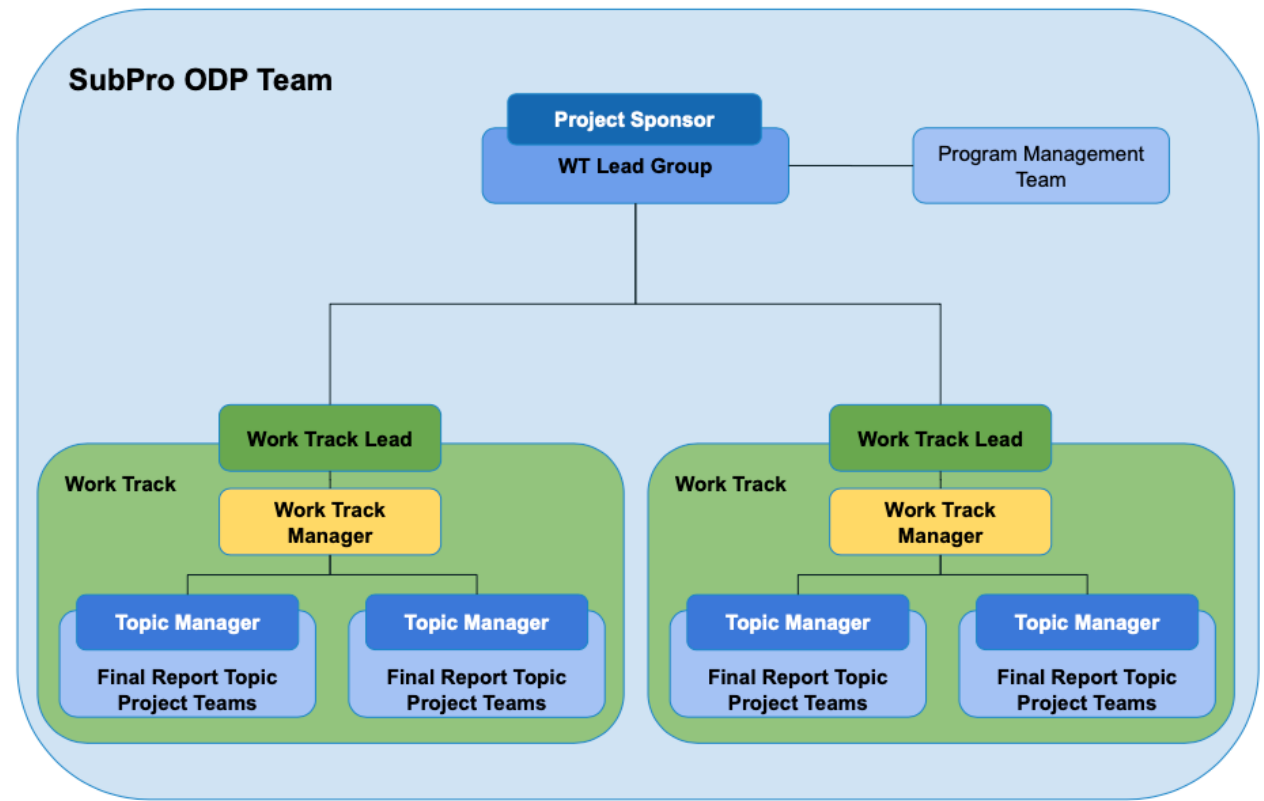 SubPro ODP Team
Project Sponsor
WT Lead Group
Program Management
Team
Work Track Lead
Work Track
Work Track
Manager
Topic Manager
Final Report Topic
Project Teams
Topic Manager
Final Report Topic
Project Teams
Work Track Lead
Work Track
Work Track
Manager
Topic Manager
Final Report Topic
Project Teams
Topic Manager
Final Report Topic
Project Teams